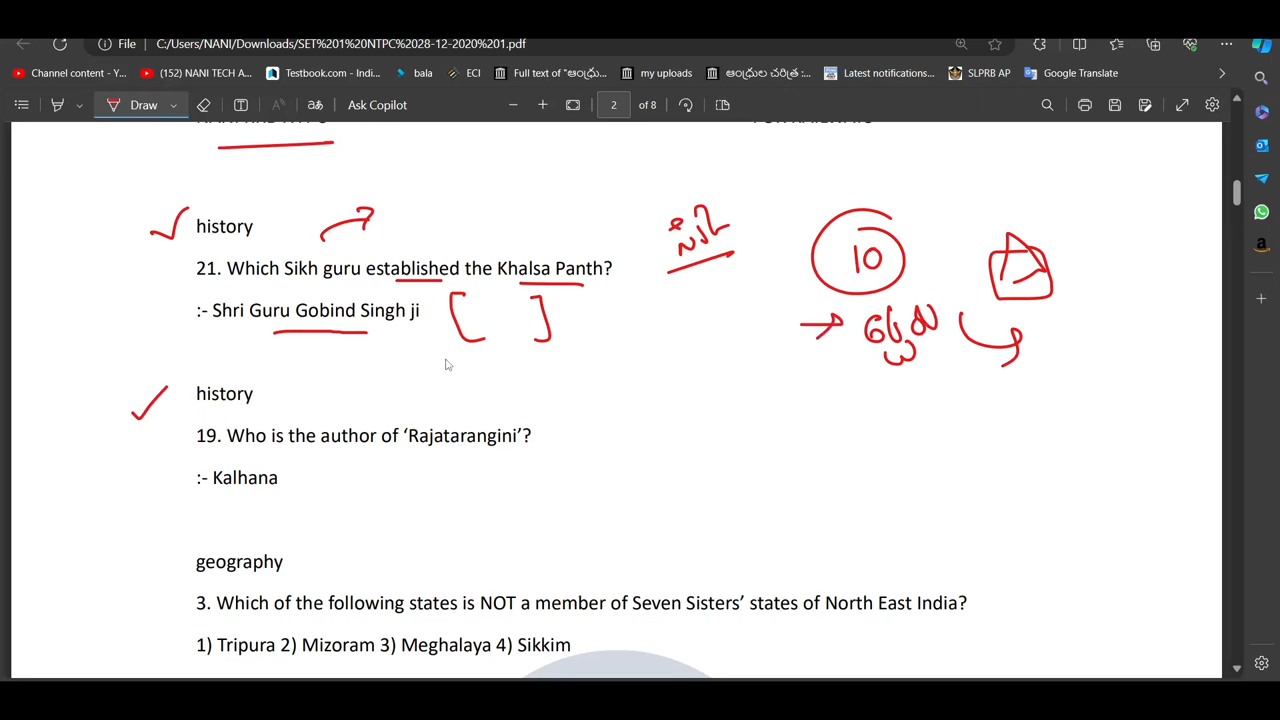 File C:/Users/NANI/Downloads/SET%201%20NTPC%2028-12-2020%201.pdf
Channel content - Y... (152) NANI TECH A... Testbook.com - Indi... bala ECI Full text of "ఆంధ్రు... my uploads ఆంధ్రుల చరిత్ర :... Latest notifications... SLPRB AP Google Translate
Draw aあ Ask Copilot 2 of 8
history
21. Which Sikh guru established the Khalsa Panth?
:- Shri Guru Gobind Singh ji
10
history
19. Who is the author of ‘Rajatarangini’?
:- Kalhana
geography
3. Which of the following states is NOT a member of Seven Sisters’ states of North East India?
1) Tripura 2) Mizoram 3) Meghalaya 4) Sikkim